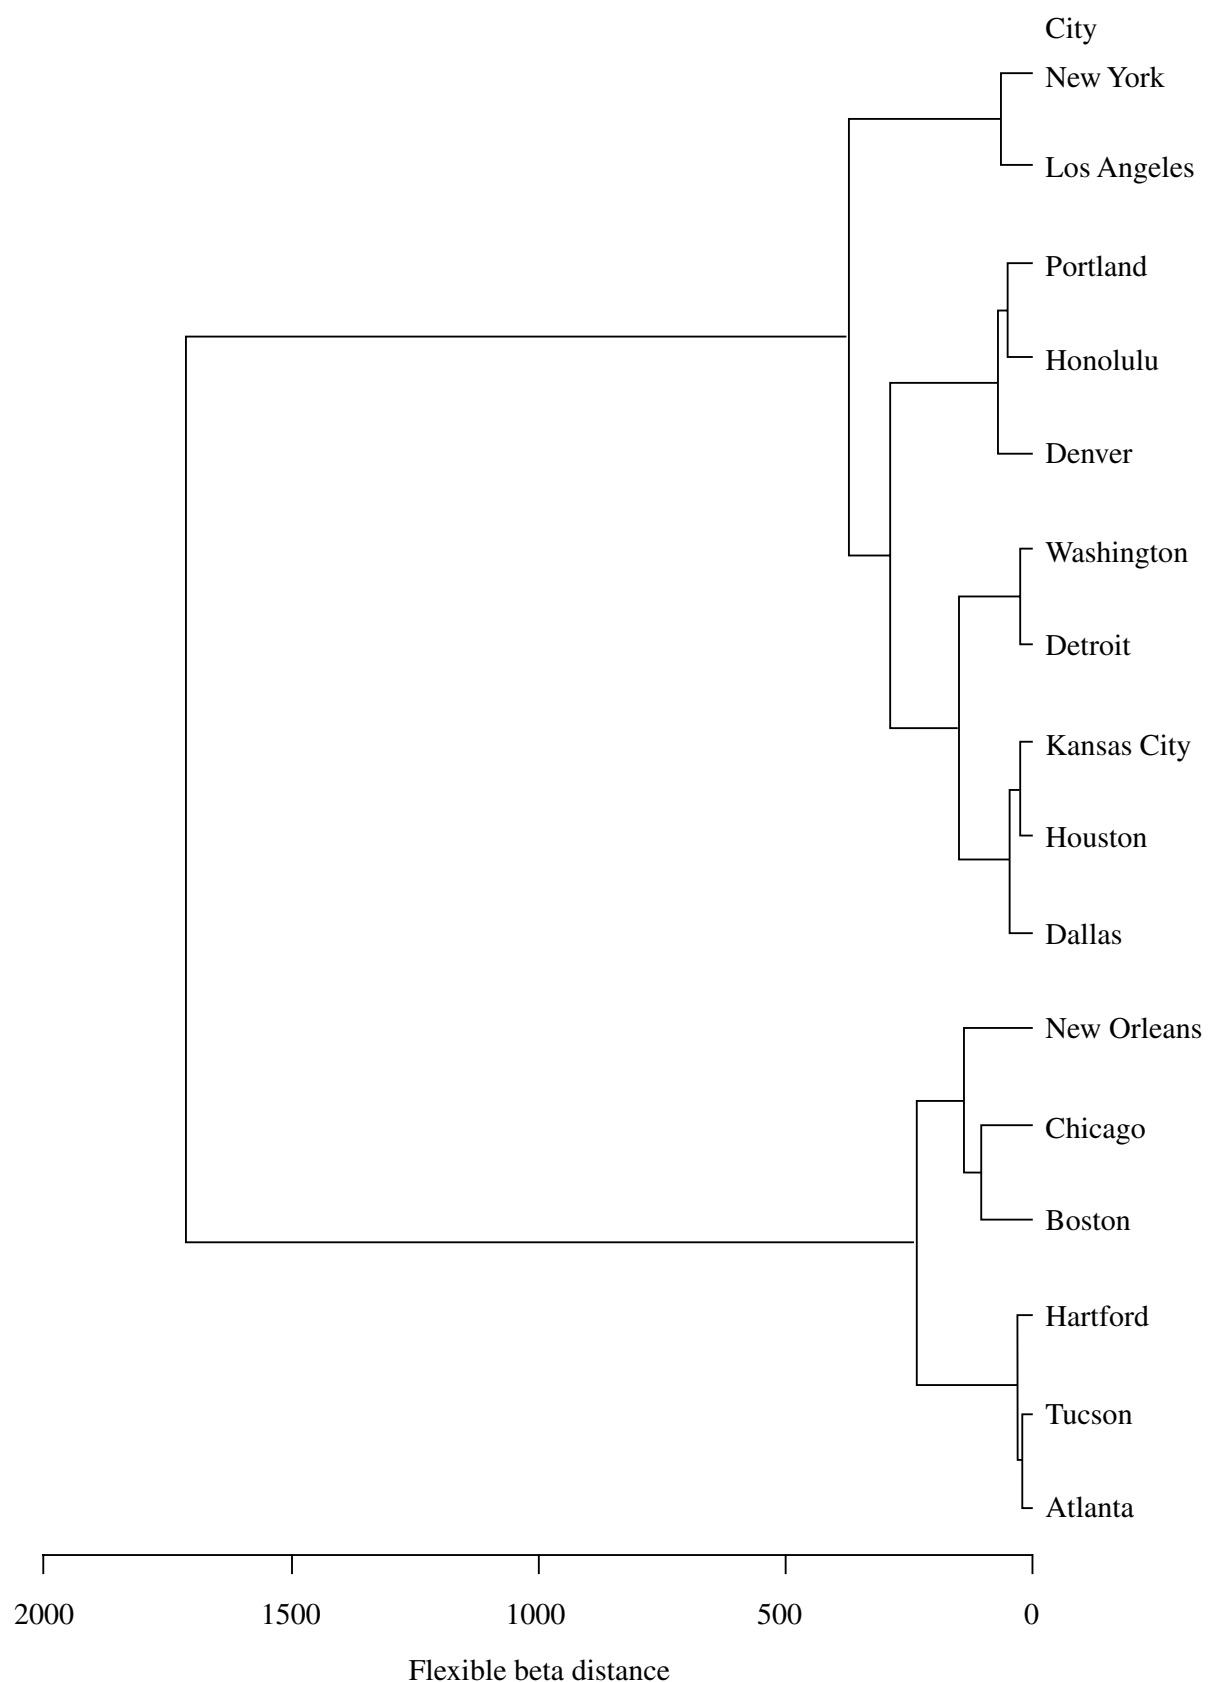 City
New York
Los Angeles
Portland
Honolulu
Denver
Washington
Detroit
Kansas City
Houston
Dallas
New Orleans
Chicago
Boston
Hartford
Tucson
Atlanta
2000 1500 1000 500 0
Flexible beta distance